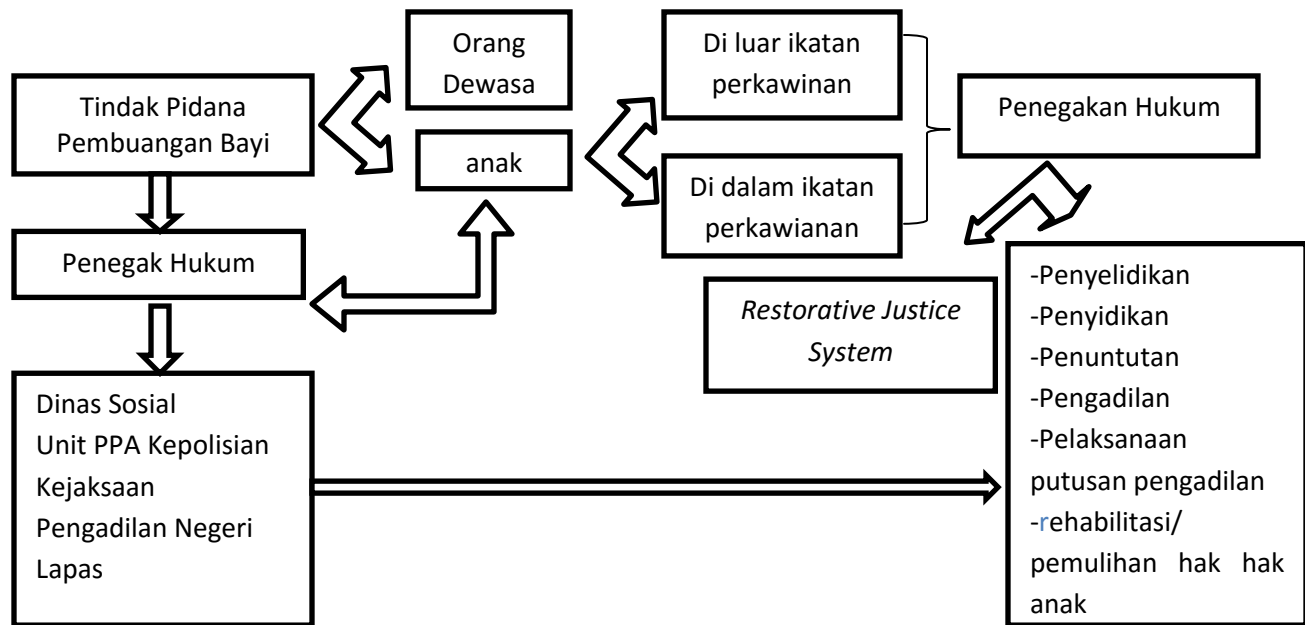 Tindak Pidana
Pembuangan Bayi
Orang
Dewasa
anak
Di luar ikatan
perkawinan
Di dalam ikatan
perkawianan
Penegakan Hukum
Penegak Hukum
Restorative Justice
System
Dinas Sosial
Unit PPA Kepolisian
Kejaksaan
Pengadilan Negeri
Lapas
-Penyelidikan
-Penyidikan
-Penuntutan
-Pengadilan
-Pelaksanaan
putusan pengadilan
-rehabilitasi/
pemulihan hak hak
anak